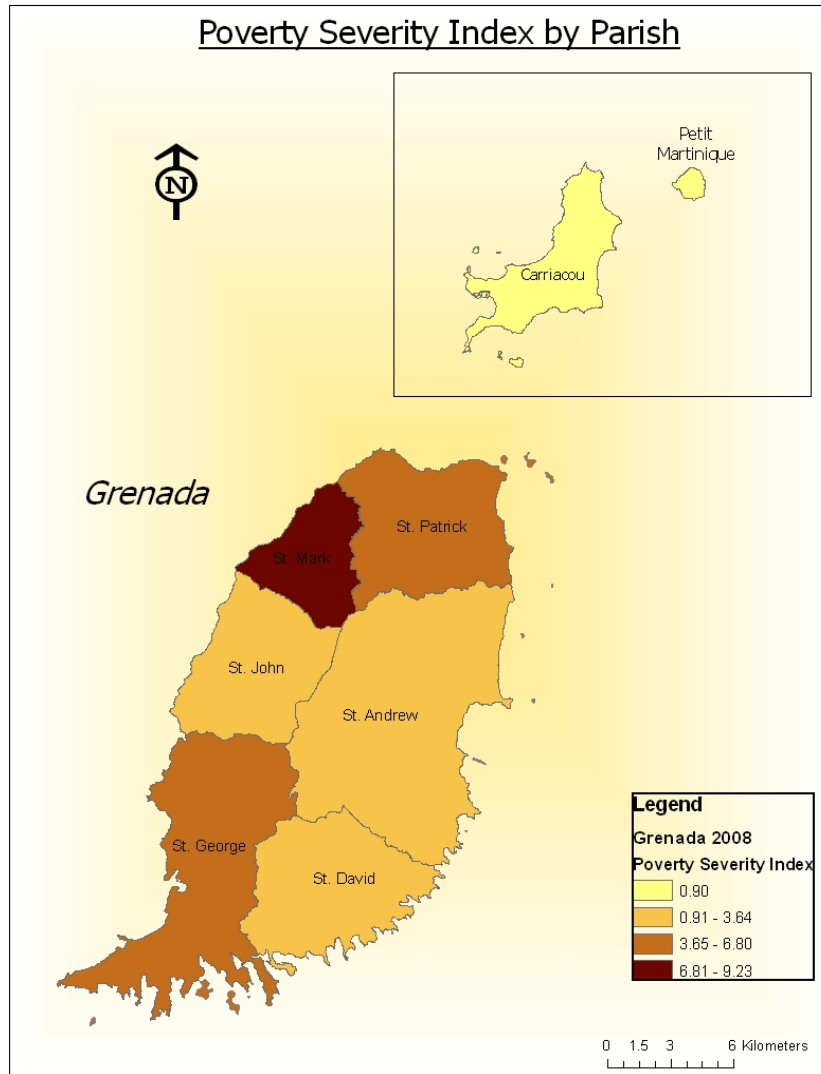 Poverty Severity Index by Parish
N
Petit
Martinique
Carriacou
Grenada
St. Patrick
St. Mark
St. John
St. Andrew
St. George
St. David
Legend
Grenada 2008
Poverty Severity Index
0.90
0.91 - 3.64
3.65 - 6.80
6.81 - 9.23
0 1.5 3 6 Kilometers